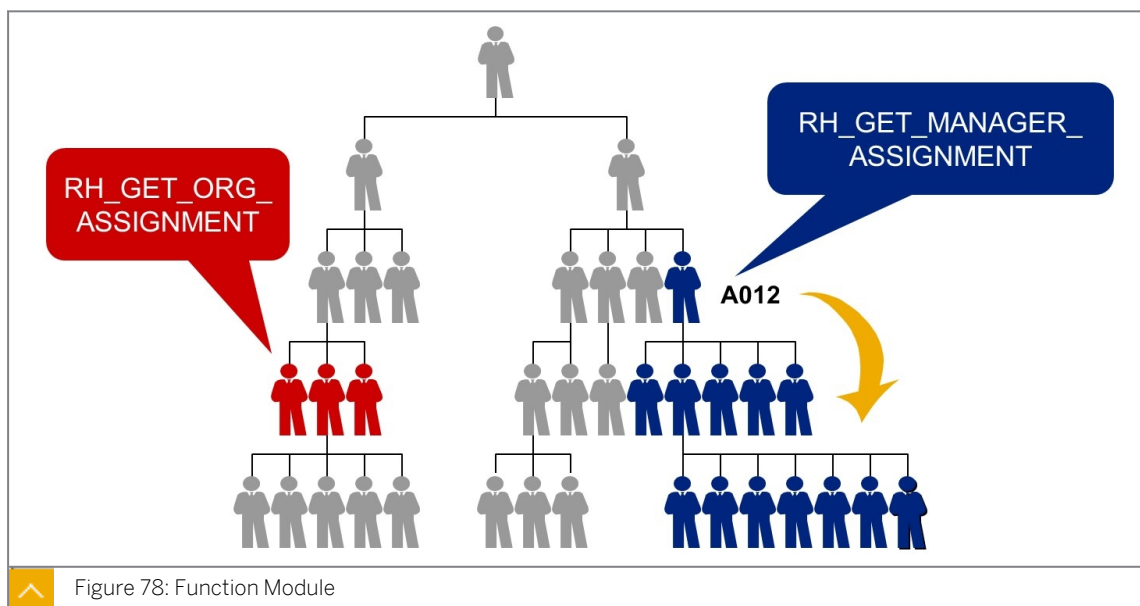 RH_GET_ORG_
ASSIGNMENT
RH_GET_MANAGER_
ASSIGNMENT
A012
Figure 78: Function Module